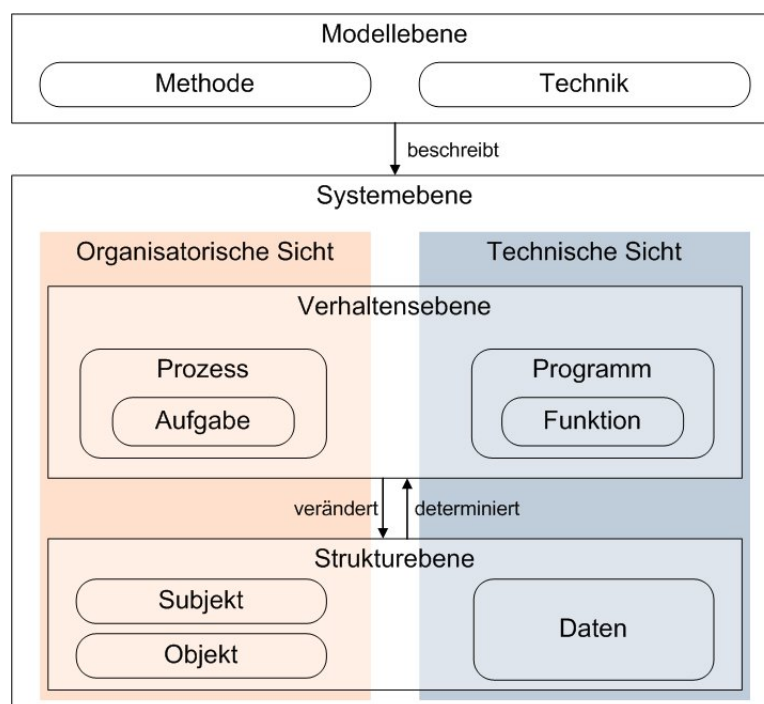 Modellebene
Methode
Technik
beschreibt
Systemebene
Organisatorische Sicht
Technische Sicht
Verhaltensebene
Prozess
Aufgabe
Programm
Funktion
verändert
determiniert
Strukturebene
Subjekt
Objekt
Daten